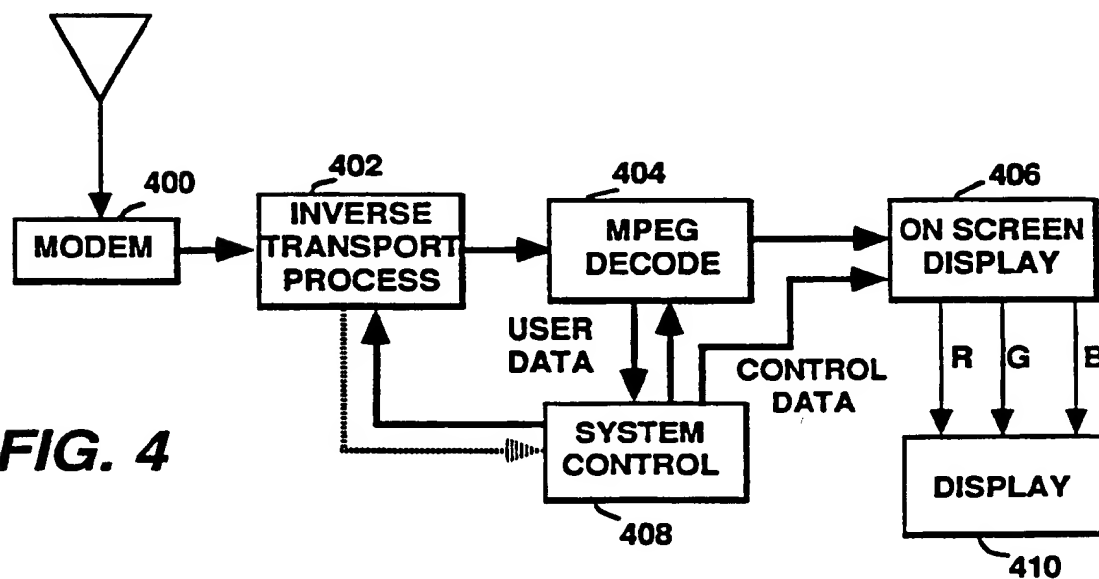 400
MODEM
402
INVERSE
TRANSPORT
PROCESS
404
MPEG
DECODE
406
ON SCREEN
DISPLAY
USER
DATA
CONTROL
DATA
R
G
B
SYSTEM
CONTROL
408
DISPLAY
410
FIG. 4